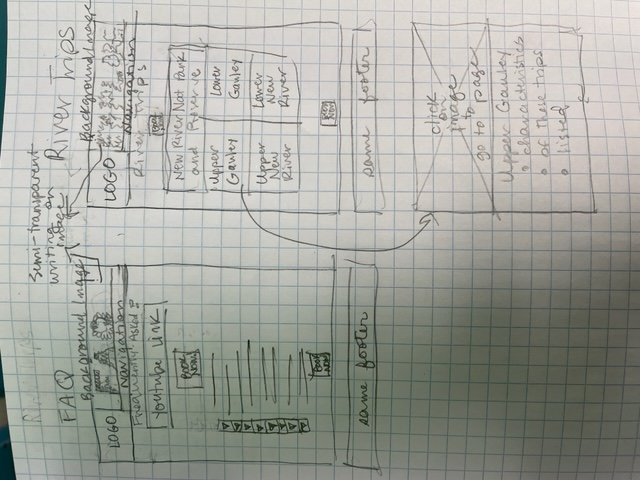 Semi-transparent
writing on
image
FAQ
Background Image
LOGO
Navigation
Frequently Asked ?
Youtube Link
BOOK
NOW
BOOK
NOW
same footer
River Trips
Background Image
LOGO
Navigation
River Trips
BOOK
NOW
New River Nat Park
and Preserve
Upper
Gauley
Lower
Gauley
Upper
New
River
Lower
New
River
BOOK
NOW
same footer
click
on
image
to
go to page
Upper Gauley
• characteristics
• of these trips
• listed